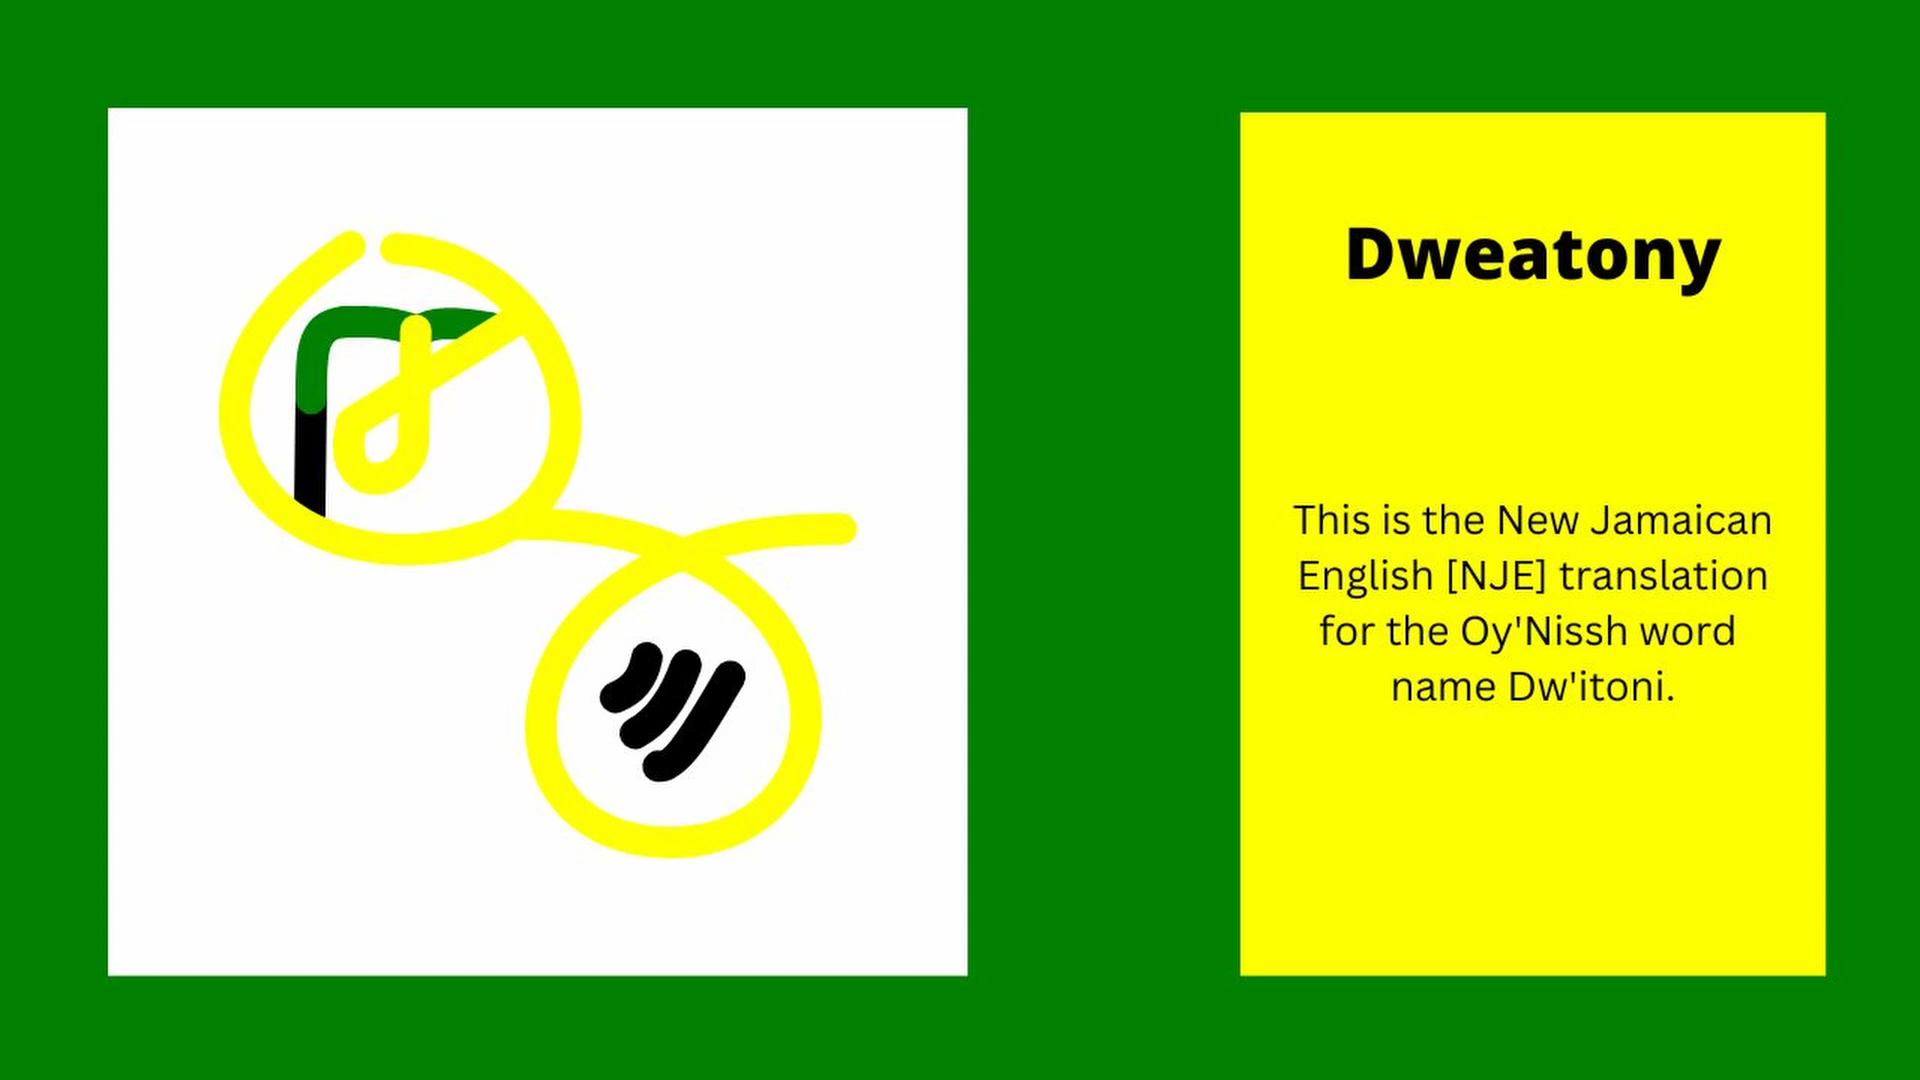 Dweatony
This is the New Jamaican
English [NJE] translation
for the Oy'Nissh word
name Dw'itoni.